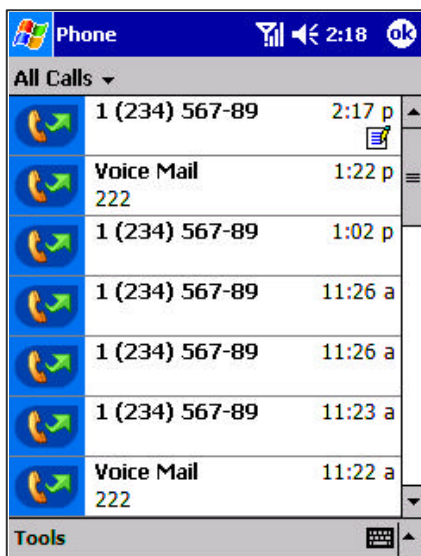 Phone 2:18 ok
All Calls
1 (234) 567-89 2:17 p
Voice Mail 1:22 p
222
1 (234) 567-89 1:02 p
1 (234) 567-89 11:26 a
1 (234) 567-89 11:26 a
1 (234) 567-89 11:23 a
Voice Mail 11:22 a
222
Tools